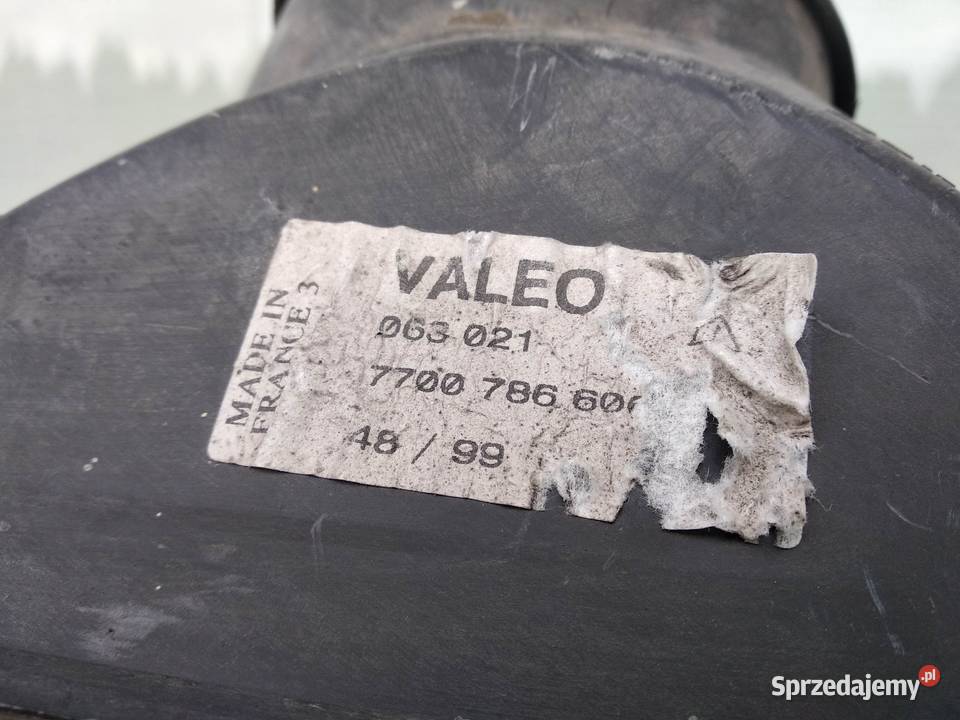 VALEO
063 021
7700 786
48 / 99
MADE IN
FRANCE 3
Sprzedajemy.pl